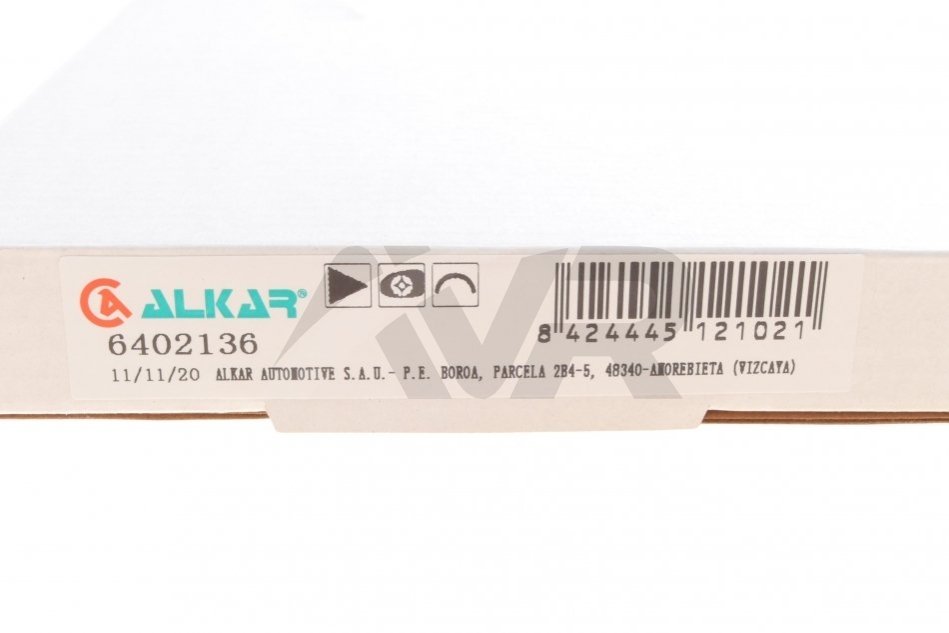 ALKAR®
6402136
8 424445 121021
11/11/20 ALKAR AUTOMOTIVE S.A.U.- P.E. BOROA, PARCELA 2B4-5, 48340-AMOREBIETA (VIZCAYA)